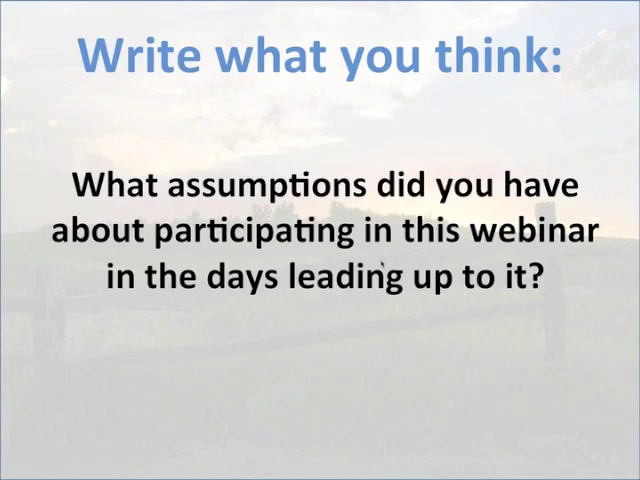 Write what you think:
What assumptions did you have
about participating in this webinar
in the days leading up to it?